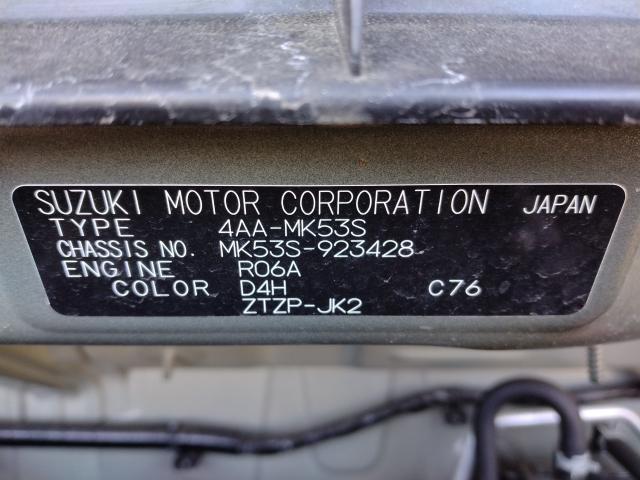 SUZUKI MOTOR CORPORATION JAPAN
TYPE 4AA-MK53S
CHASSIS NO. MK53S-923428
ENGINE R06A
COLOR D4H C76
ZTZP-JK2